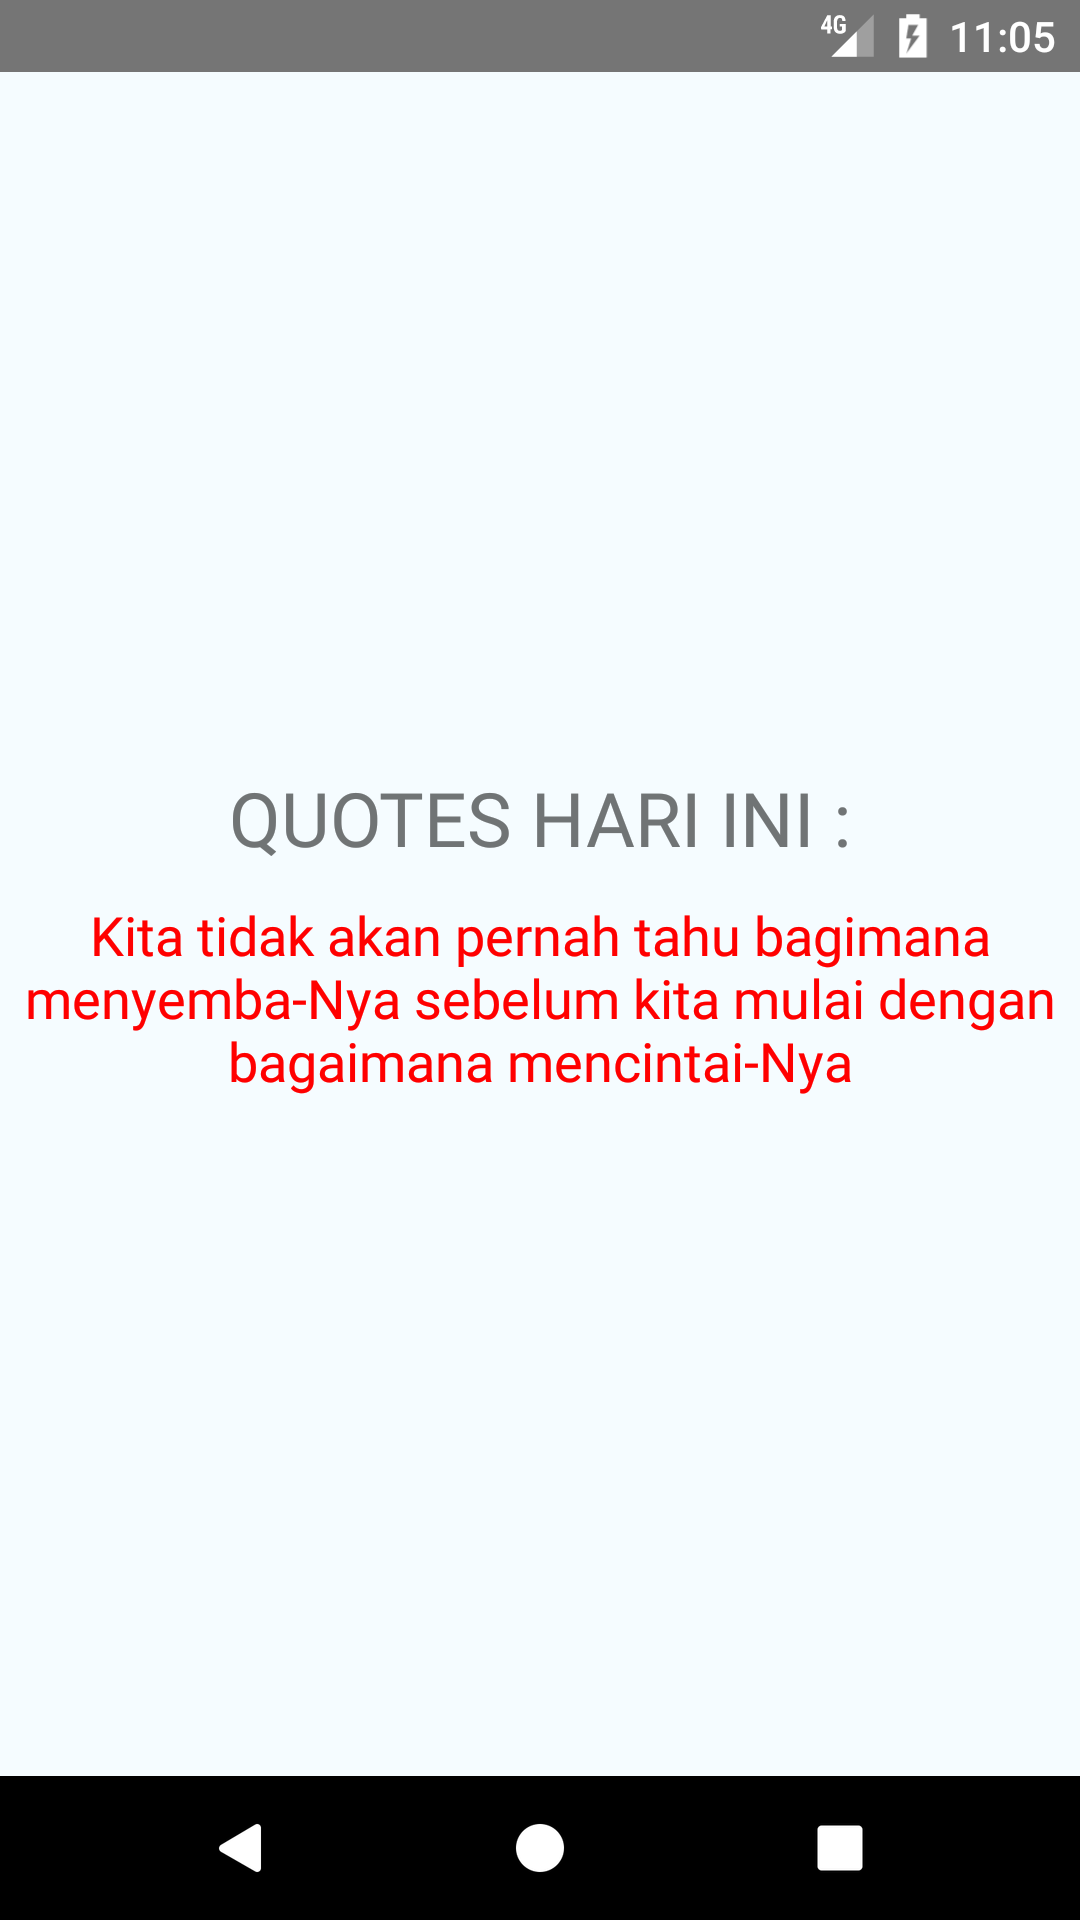 4G 11:05
QUOTES HARI INI :
Kita tidak akan pernah tahu bagimana
menyemba-Nya sebelum kita mulai dengan
bagaimana mencintai-Nya